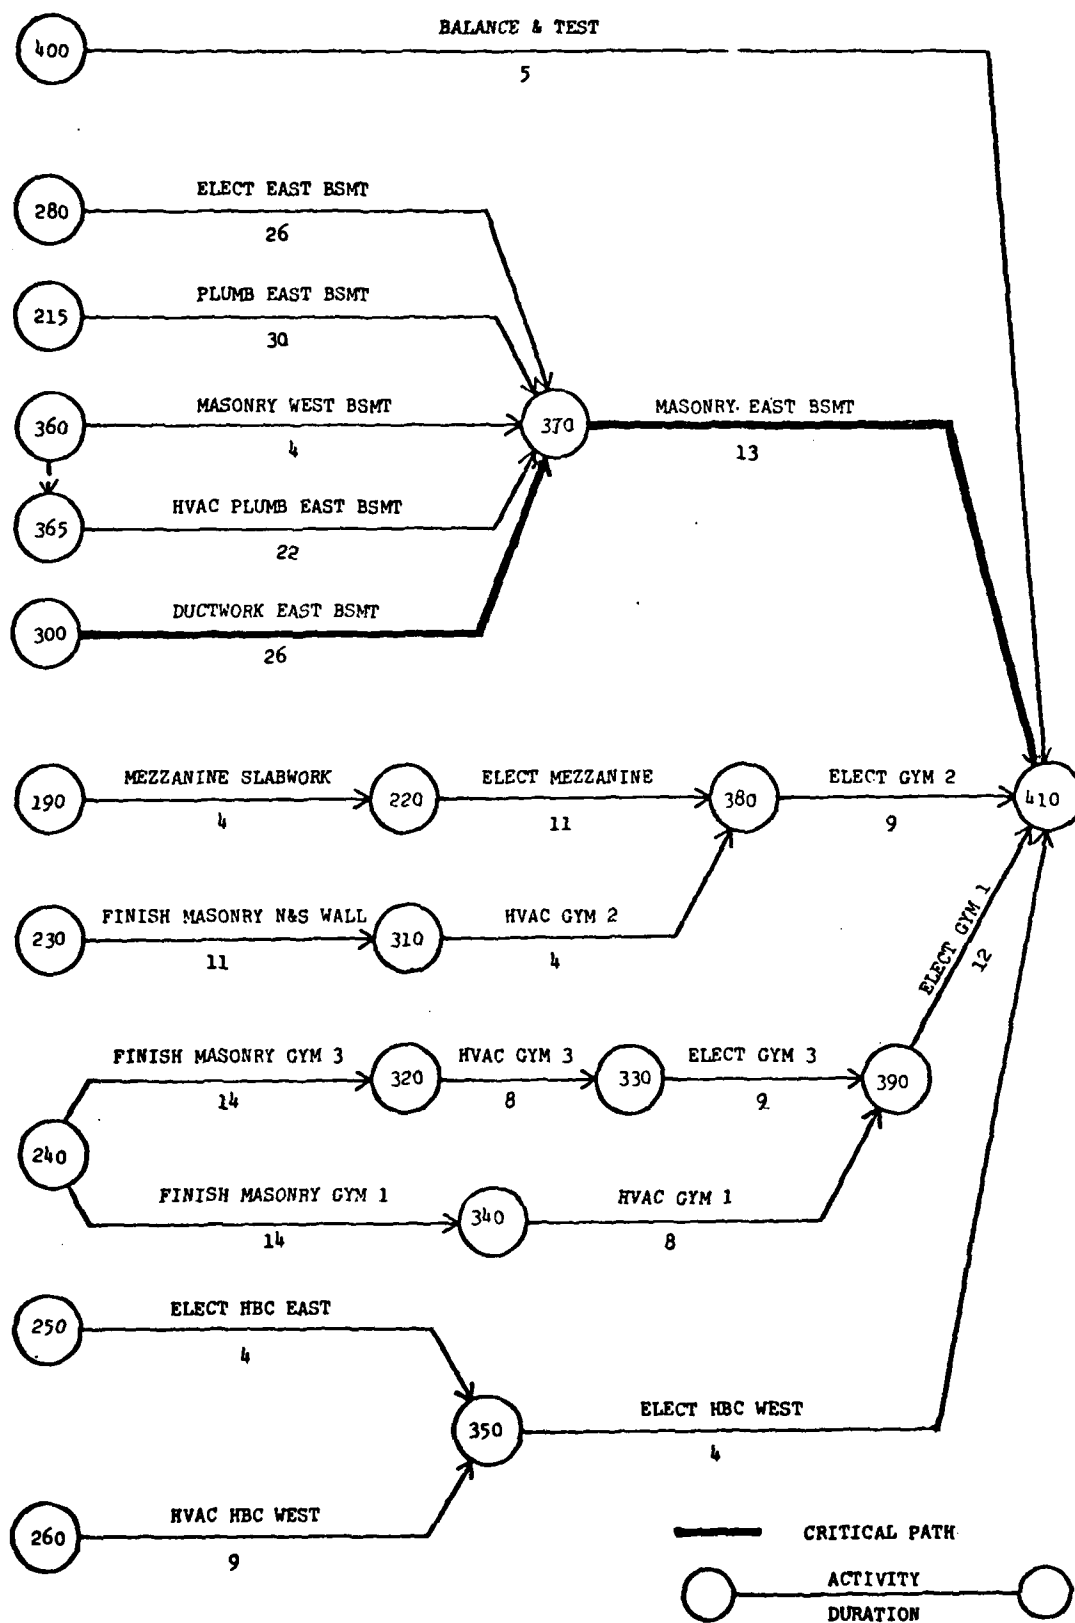 BALANCE & TEST
400
5
ELECT EAST BSMT
280
26
PLUMB EAST BSMT
215
30
MASONRY WEST BSMT
360
4
370
MASONRY EAST BSMT
13
HVAC PLUMB EAST BSMT
365
22
DUCTWORK EAST BSMT
300
26
MEZZANINE SLABWORK
190
4
220
ELECT MEZZANINE
11
380
ELECT GYM 2
9
410
FINISH MASONRY N&S WALL
230
11
310
HVAC GYM 2
4
ELECT GYM 1
12
FINISH MASONRY GYM 3
14
320
HVAC GYM 3
8
330
ELECT GYM 3
9
390
240
FINISH MASONRY GYM 1
14
340
HVAC GYM 1
8
ELECT HBC EAST
250
4
350
ELECT HBC WEST
4
HVAC HBC WEST
260
9
CRITICAL PATH
ACTIVITY
DURATION